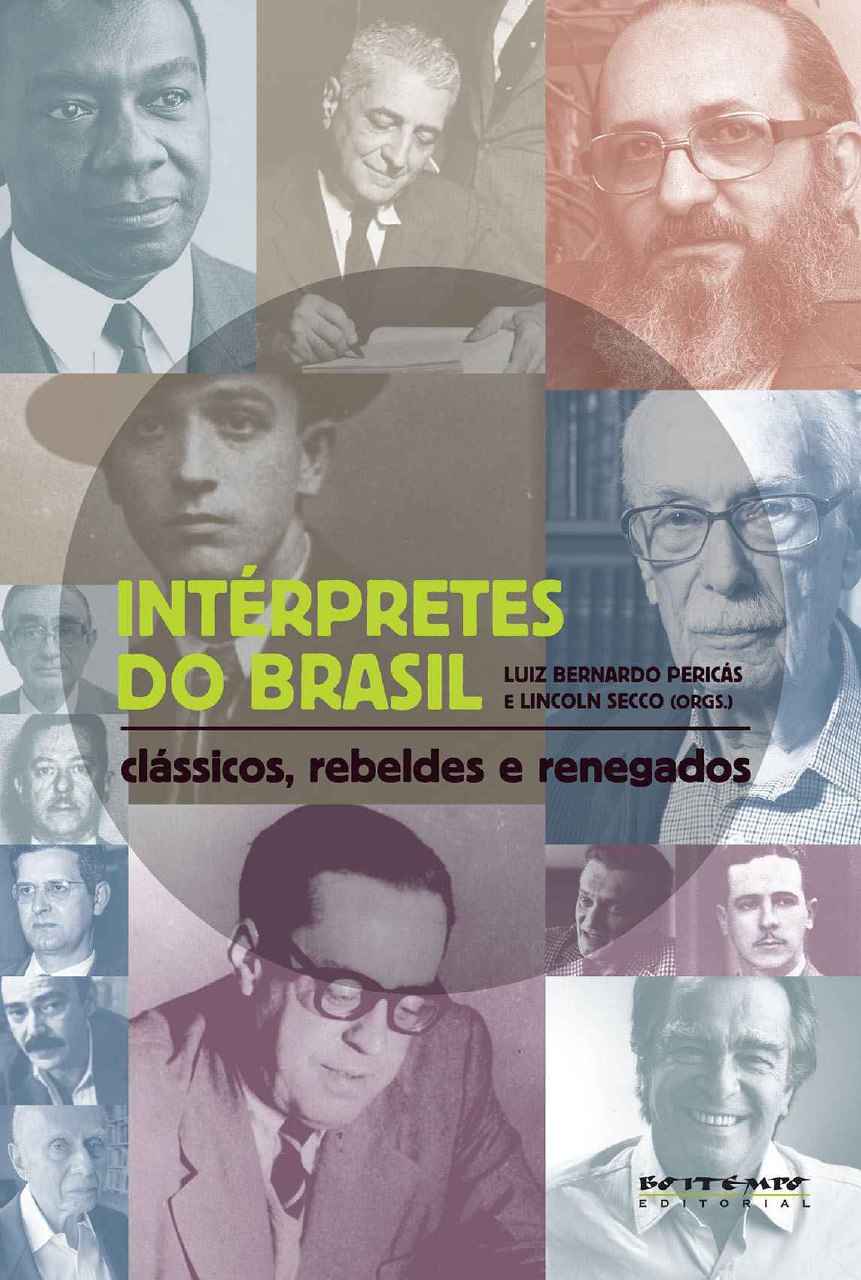 INTÉRPRETES
DO BRASIL
LUIZ BERNARDO PERICÁS
E LINCOLN SECCO (ORGS.)
clássicos, rebeldes e renegados
BOITEMPO
EDITORIAL